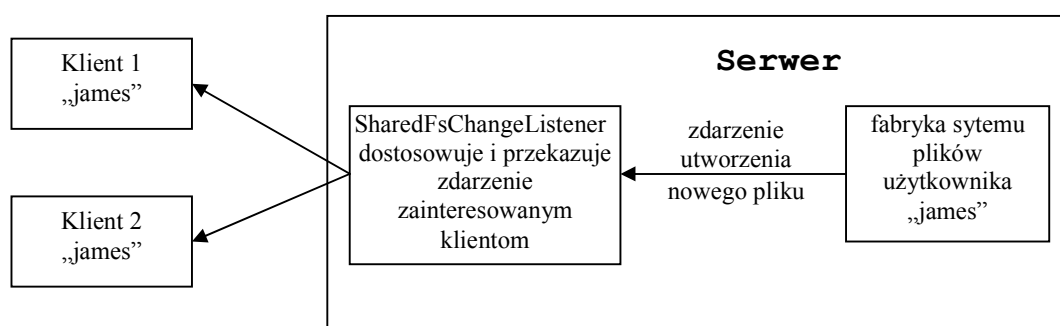 Klient 1
„james”
Klient 2
„james”
Serwer
SharedFsChangeListener
dostosowuje i przekazuje
zdarzenie
zainteresowanym
klientom
zdarzenie
utworzenia
nowego pliku
fabryka sytemu
plików
użytkownika
„james”